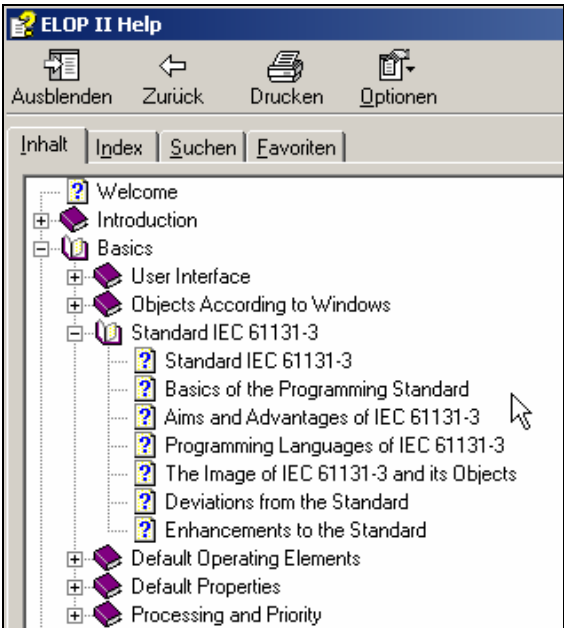 ELOP II Help
Ausblenden Zurück Drucken Optionen
Inhalt Index Suchen Favoriten
Welcome
Introduction
Basics
User Interface
Objects According to Windows
Standard IEC 61131-3
Standard IEC 61131-3
Basics of the Programming Standard
Aims and Advantages of IEC 61131-3
Programming Languages of IEC 61131-3
The Image of IEC 61131-3 and its Objects
Deviations from the Standard
Enhancements to the Standard
Default Operating Elements
Default Properties
Processing and Priority